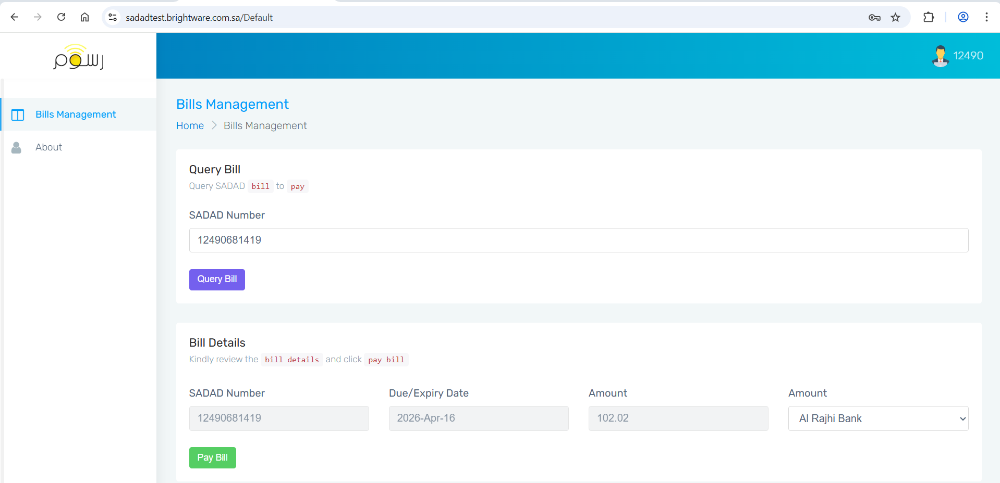 sadadtest.brightware.com.sa/Default
رسوم
12490
Bills Management
About
Bills Management
Home > Bills Management
Query Bill
Query SADAD bill to pay
SADAD Number
12490681419
Query Bill
Bill Details
Kindly review the bill details and click pay bill
SADAD Number Due/Expiry Date Amount Amount
12490681419 2026-Apr-16 102.02 Al Rajhi Bank
Pay Bill